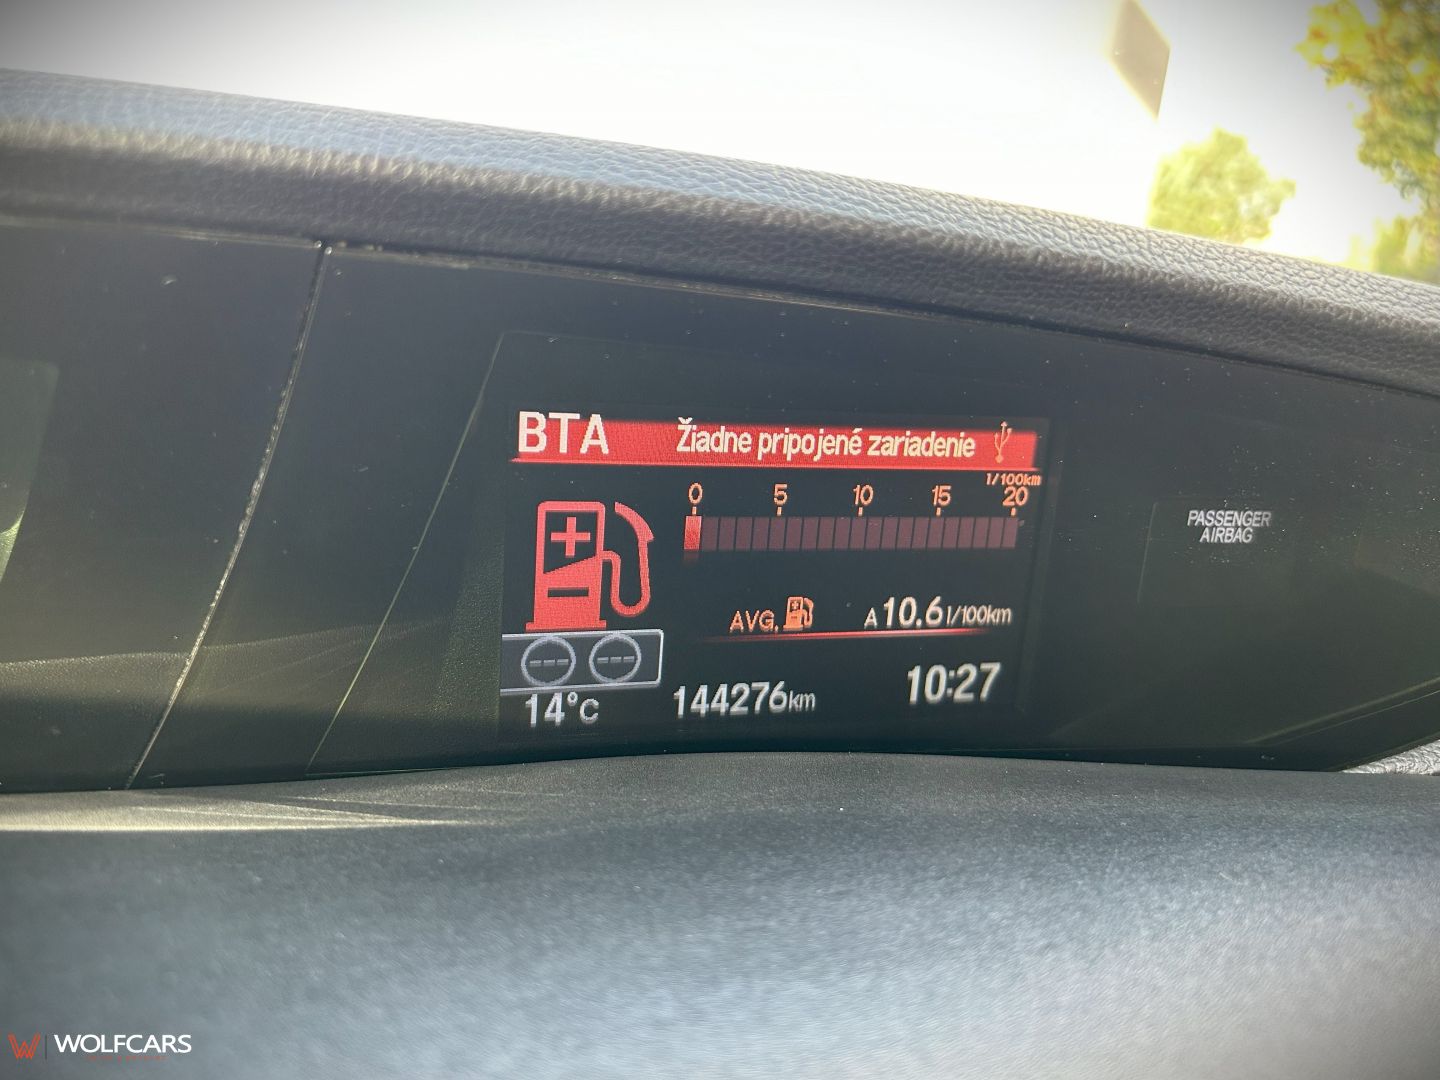 BTA Žiadne pripojené zariadenie
l/100km
0 5 10 15 20
AVG. A 10.6 l/100km
14°C 144276km 10:27
PASSENGER
AIRBAG
WOLFCARS